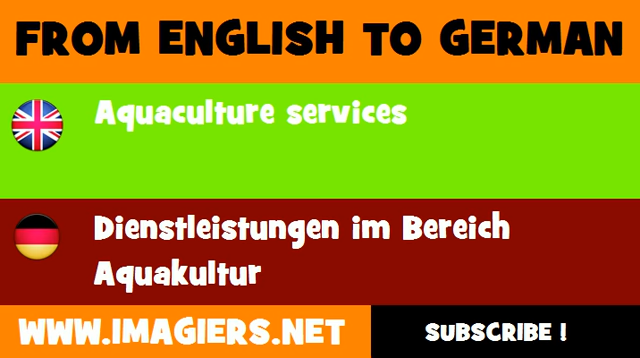 FROM ENGLISH TO GERMAN
Aquaculture services
Dienstleistungen im Bereich
Aquakultur
WWW.IMAGIERS.NET
SUBSCRIBE !